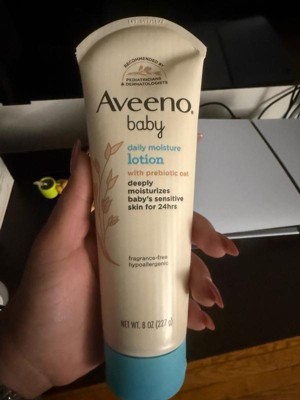 RECOMMENDED BY
PEDIATRICIANS
& DERMATOLOGISTS
Aveeno®
baby
daily moisture
lotion
with prebiotic oat
deeply
moisturizes
baby's sensitive
skin for 24hrs
fragrance-free
hypoallergenic
NET WT. 8 OZ (227 g)